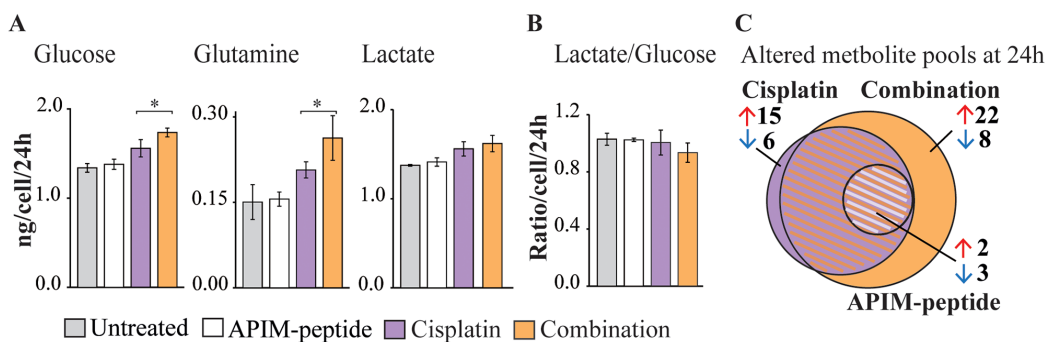 A
Glucose
Glutamine
Lactate
ng/cell/24h
2.0
1.0
0.0
*
0.30
0.15
0.00
*
2.0
1.0
0.0
B
Lactate/Glucose
Ratio/cell/24h
1.2
0.8
0.4
0.0
C
Altered metbolite pools at 24h
Cisplatin
↑15
↓6
Combination
↑22
↓8
↑2
↓3
APIM-peptide
Untreated
APIM-peptide
Cisplatin
Combination